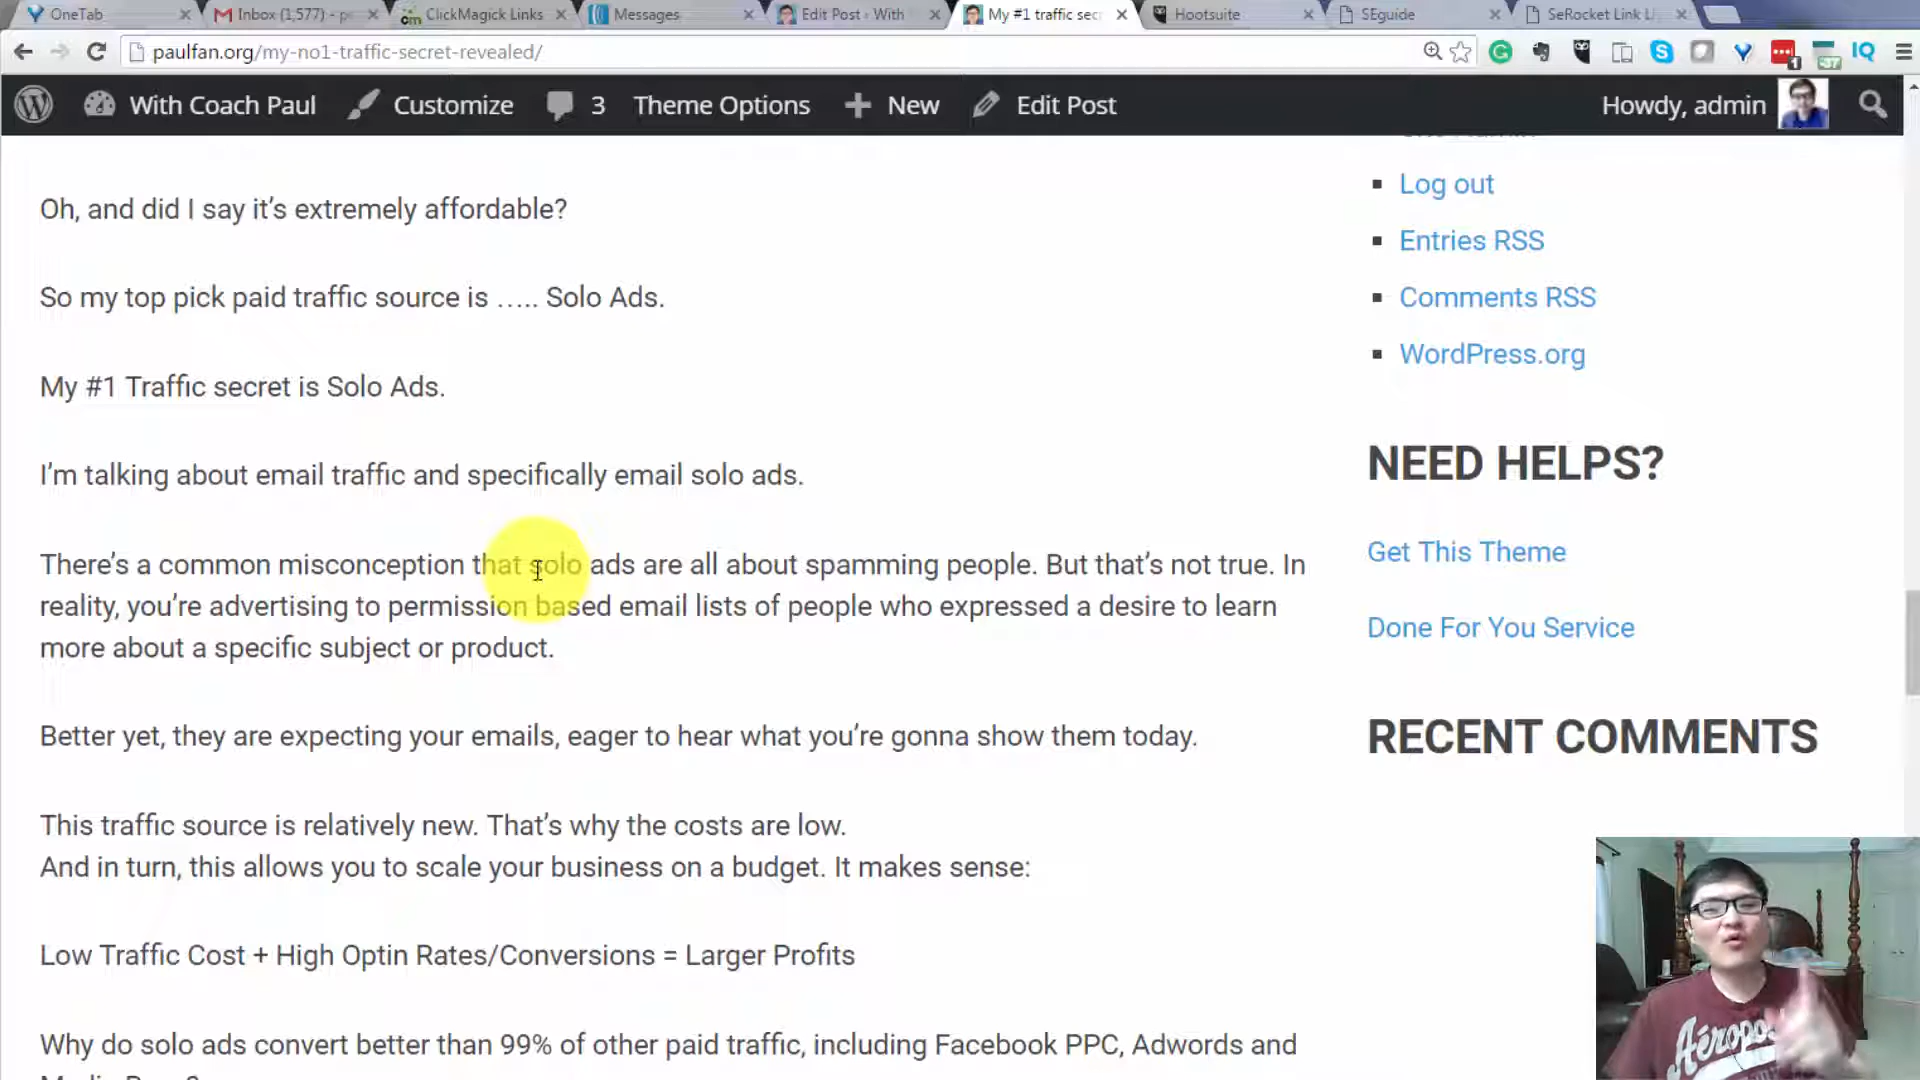 OneTab
Inbox (1,577) - p
ClickMagick Links
Messages
Edit Post ‹ With
My #1 traffic sec
Hootsuite
SEguide
SeRocket Link L
paulfan.org/my-no1-traffic-secret-revealed/
1
-37
IQ
With Coach Paul
Customize
3
Theme Options
New
Edit Post
Howdy, admin
Oh, and did I say it’s extremely affordable?
So my top pick paid traffic source is ….. Solo Ads.
My #1 Traffic secret is Solo Ads.
I’m talking about email traffic and specifically email solo ads.
There’s a common misconception that solo ads are all about spamming people. But that’s not true. In
reality, you’re advertising to permission based email lists of people who expressed a desire to learn
more about a specific subject or product.
Better yet, they are expecting your emails, eager to hear what you’re gonna show them today.
This traffic source is relatively new. That’s why the costs are low.
And in turn, this allows you to scale your business on a budget. It makes sense:
Low Traffic Cost + High Optin Rates/Conversions = Larger Profits
Why do solo ads convert better than 99% of other paid traffic, including Facebook PPC, Adwords and
Log out
Entries RSS
Comments RSS
WordPress.org
NEED HELPS?
Get This Theme
Done For You Service
RECENT COMMENTS